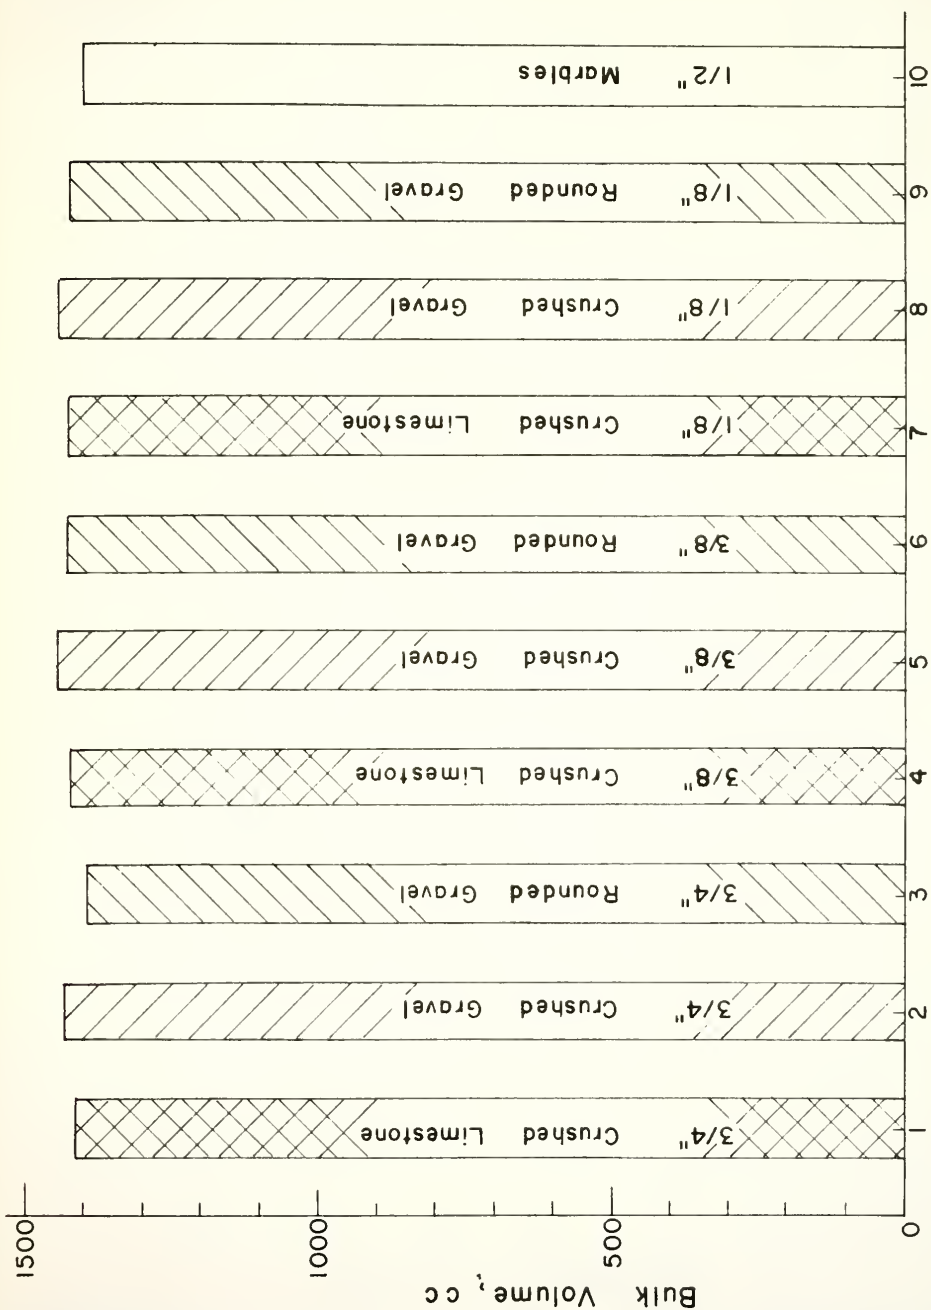 Bulk Volume, cc
1500
1000
500
0
3/4" Crushed Limestone
3/4" Crushed Gravel
3/4" Rounded Gravel
3/8" Crushed Limestone
3/8" Crushed Gravel
3/8" Rounded Gravel
1/8" Crushed Limestone
1/8" Crushed Gravel
1/8" Rounded Gravel
1/2" Marbles
1 2 3 4 5 6 7 8 9 10